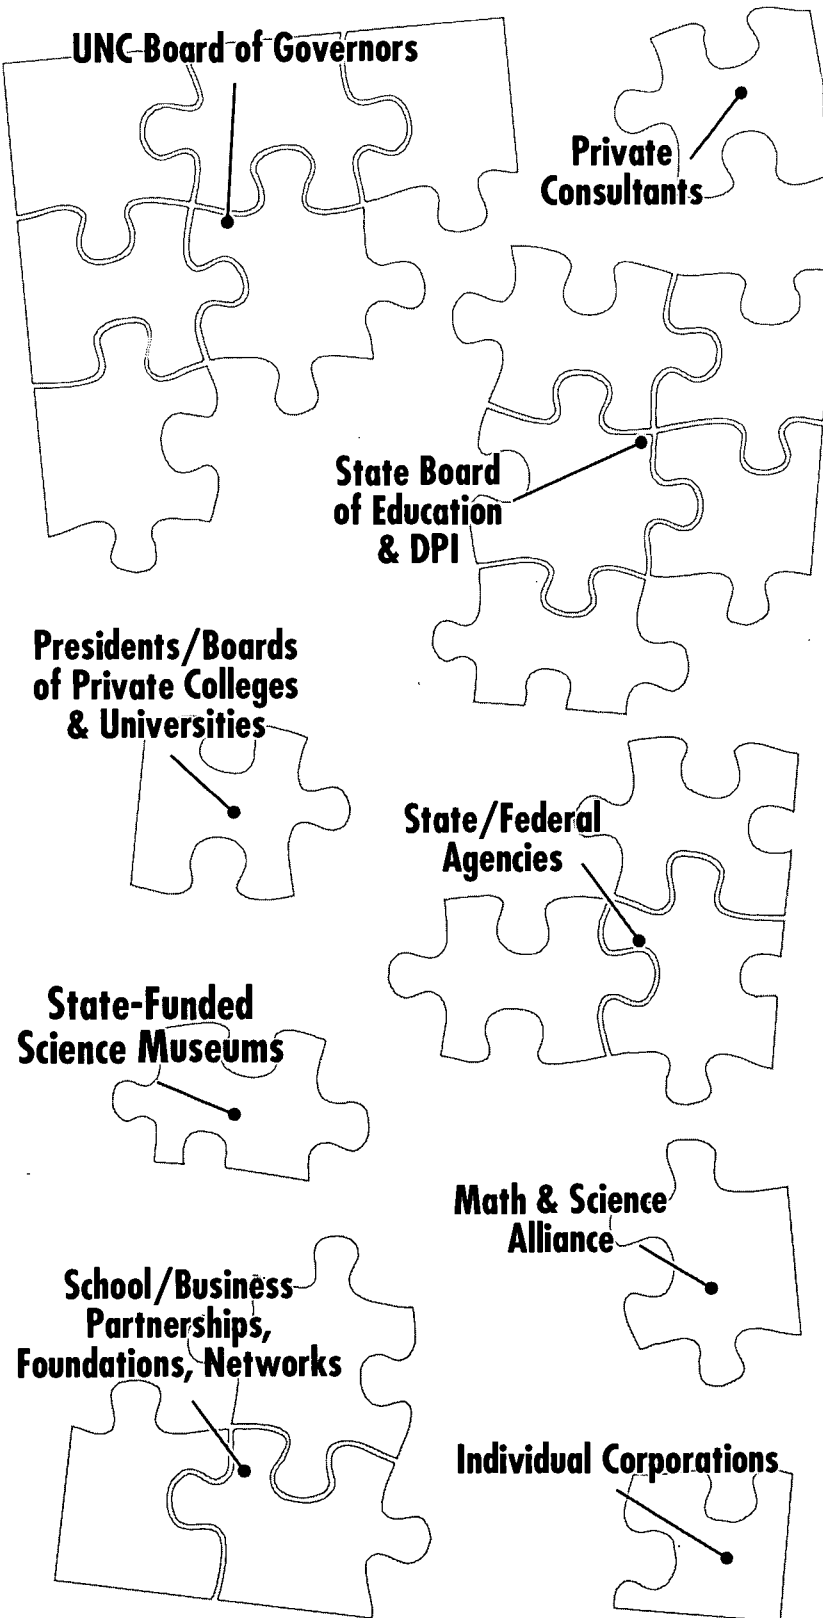 UNC Board of Governors
Private
Consultants
State Board
of Education
& DPI
Presidents/Boards
of Private Colleges
& Universities
State/Federal
Agencies
State-Funded
Science Museums
Math & Science
Alliance
School/Business
Partnerships,
Foundations, Networks
Individual Corporations